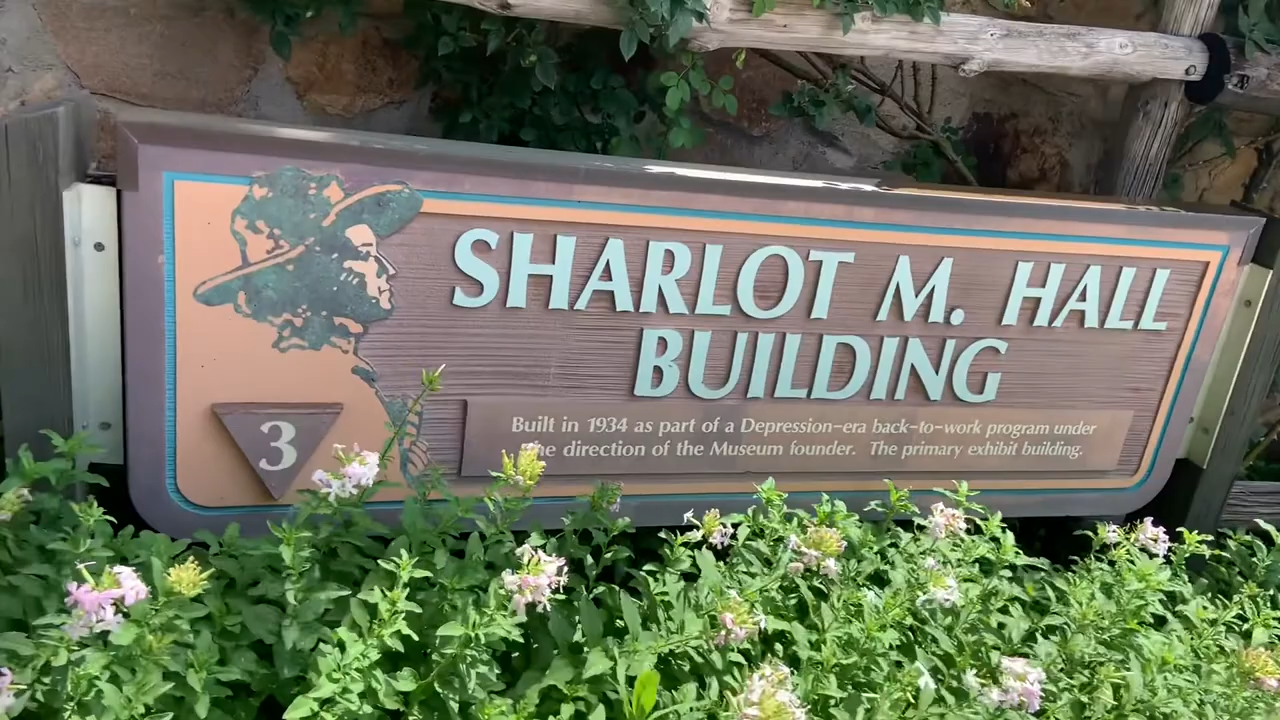 SHARLOT M. HALL
BUILDING
3
Built in 1934 as part of a Depression-era back-to-work program under
the direction of the Museum founder. The primary exhibit building.